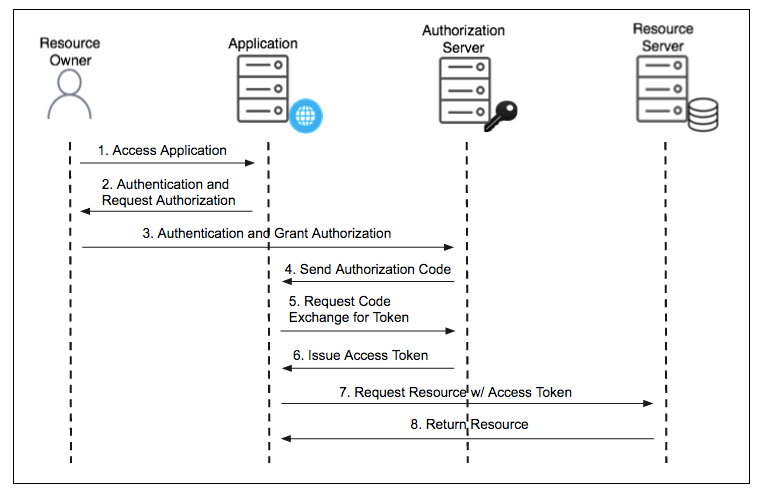 Resource
Owner
Application
Authorization
Server
Resource
Server
1. Access Application
2. Authentication and
Request Authorization
3. Authentication and Grant Authorization
4. Send Authorization Code
5. Request Code
Exchange for Token
6. Issue Access Token
7. Request Resource w/ Access Token
8. Return Resource